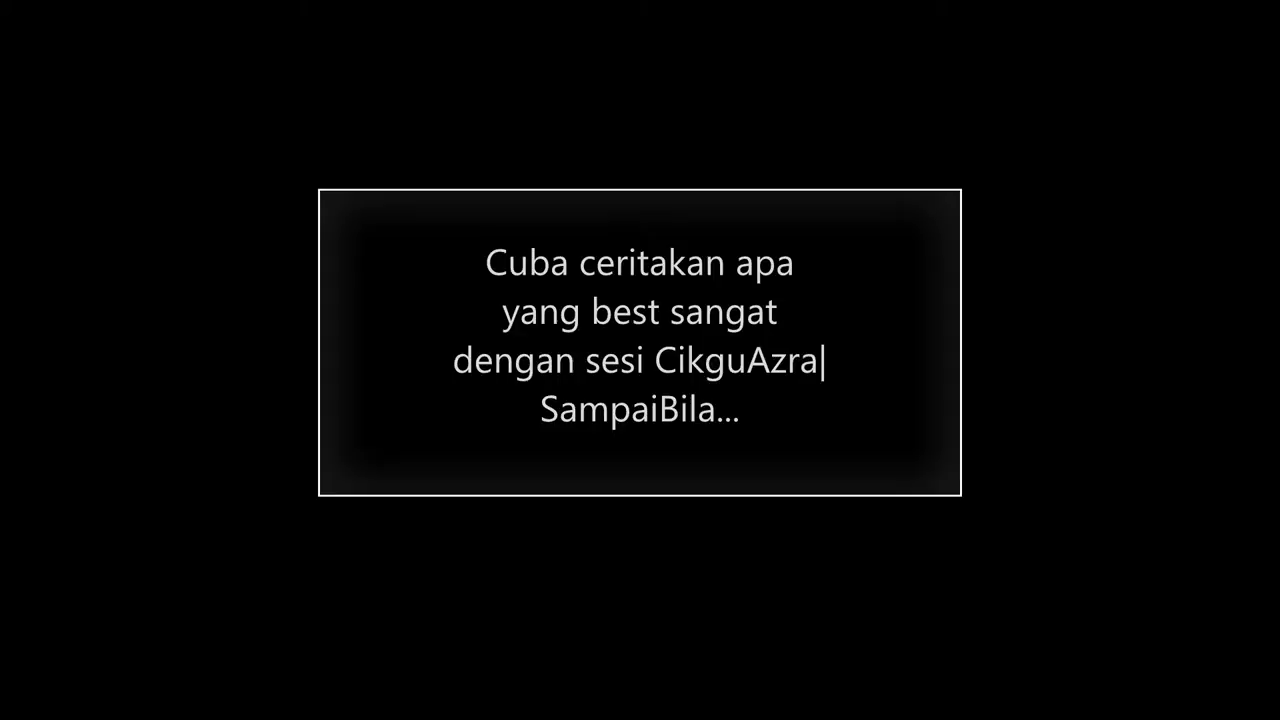 Cuba ceritakan apa
yang best sangat
dengan sesi CikguAzra|
SampaiBila...